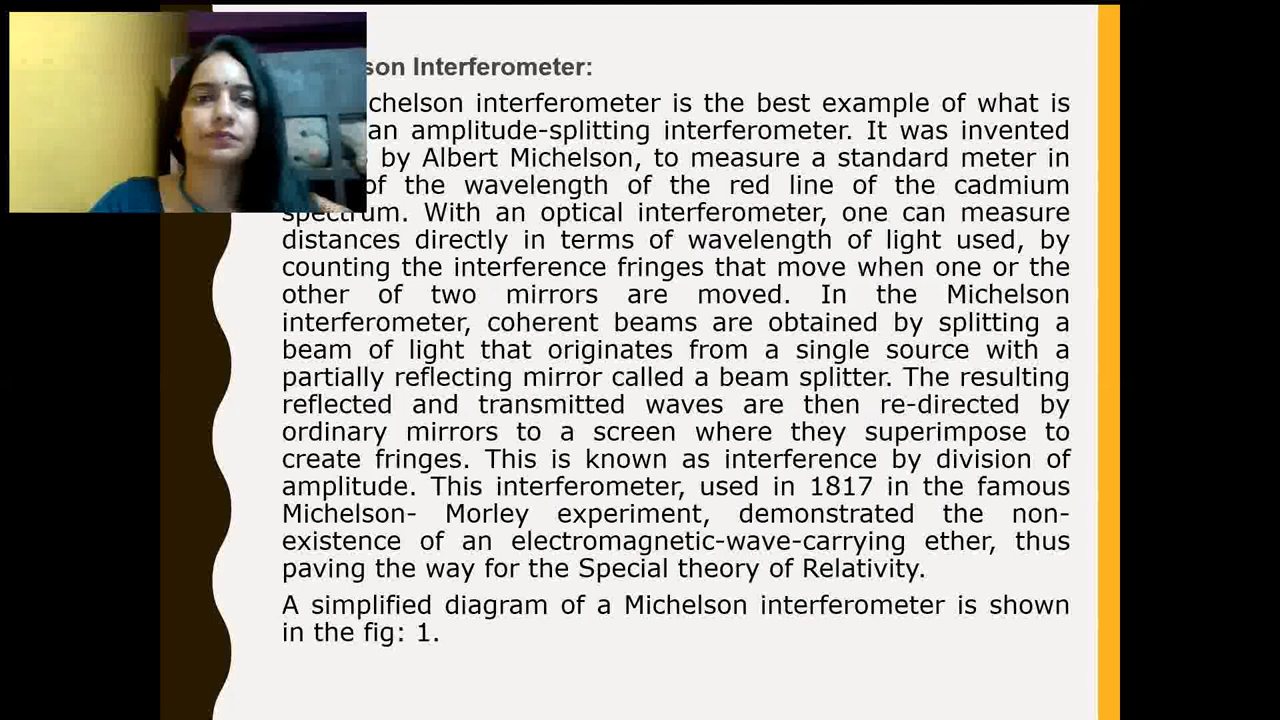 son Interferometer:
chelson interferometer is the best example of what is
an amplitude-splitting interferometer. It was invented
by Albert Michelson, to measure a standard meter in
of the wavelength of the red line of the cadmium
spectrum. With an optical interferometer, one can measure
distances directly in terms of wavelength of light used, by
counting the interference fringes that move when one or the
other of two mirrors are moved. In the Michelson
interferometer, coherent beams are obtained by splitting a
beam of light that originates from a single source with a
partially reflecting mirror called a beam splitter. The resulting
reflected and transmitted waves are then re-directed by
ordinary mirrors to a screen where they superimpose to
create fringes. This is known as interference by division of
amplitude. This interferometer, used in 1817 in the famous
Michelson- Morley experiment, demonstrated the non-
existence of an electromagnetic-wave-carrying ether, thus
paving the way for the Special theory of Relativity.
A simplified diagram of a Michelson interferometer is shown
in the fig: 1.